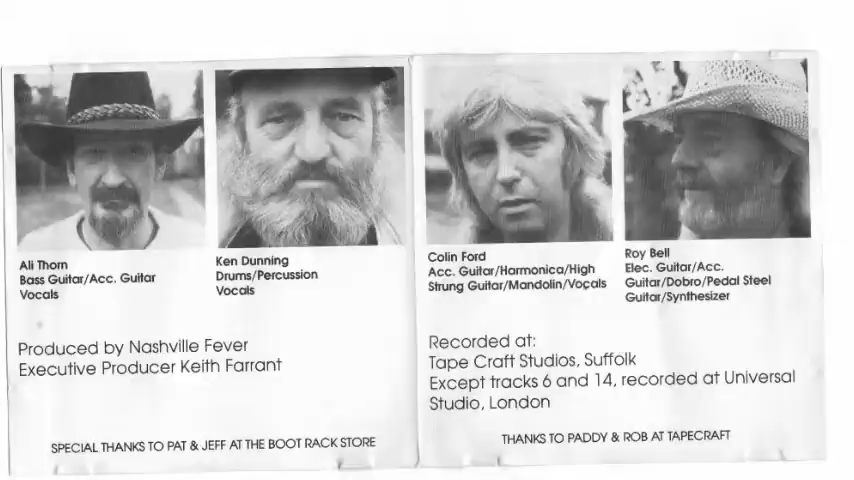 Ali Thorn
Bass Guitar/Acc. Guitar
Vocals
Ken Dunning
Drums/Percussion
Vocals
Colin Ford
Acc. Guitar/Harmonica/High
Strung Guitar/Mandolin/Vocals
Roy Bell
Elec. Guitar/Acc.
Guitar/Dobro/Pedal Steel
Guitar/Synthesizer
Produced by Nashville Fever
Executive Producer Keith Farrant
SPECIAL THANKS TO PAT & JEFF AT THE BOOT RACK STORE
Recorded at:
Tape Craft Studios, Suffolk
Except tracks 6 and 14, recorded at Universal
Studio, London
THANKS TO PADDY & ROB AT TAPECRAFT